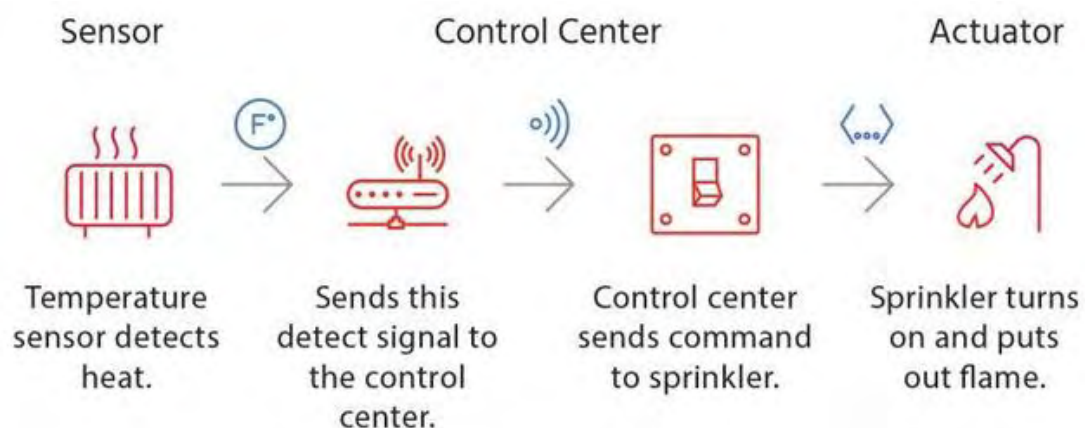 Sensor
Control Center
Actuator
F°
Temperature
sensor detects
heat.
Sends this
detect signal to
the control
center.
Control center
sends command
to sprinkler.
Sprinkler turns
on and puts
out flame.